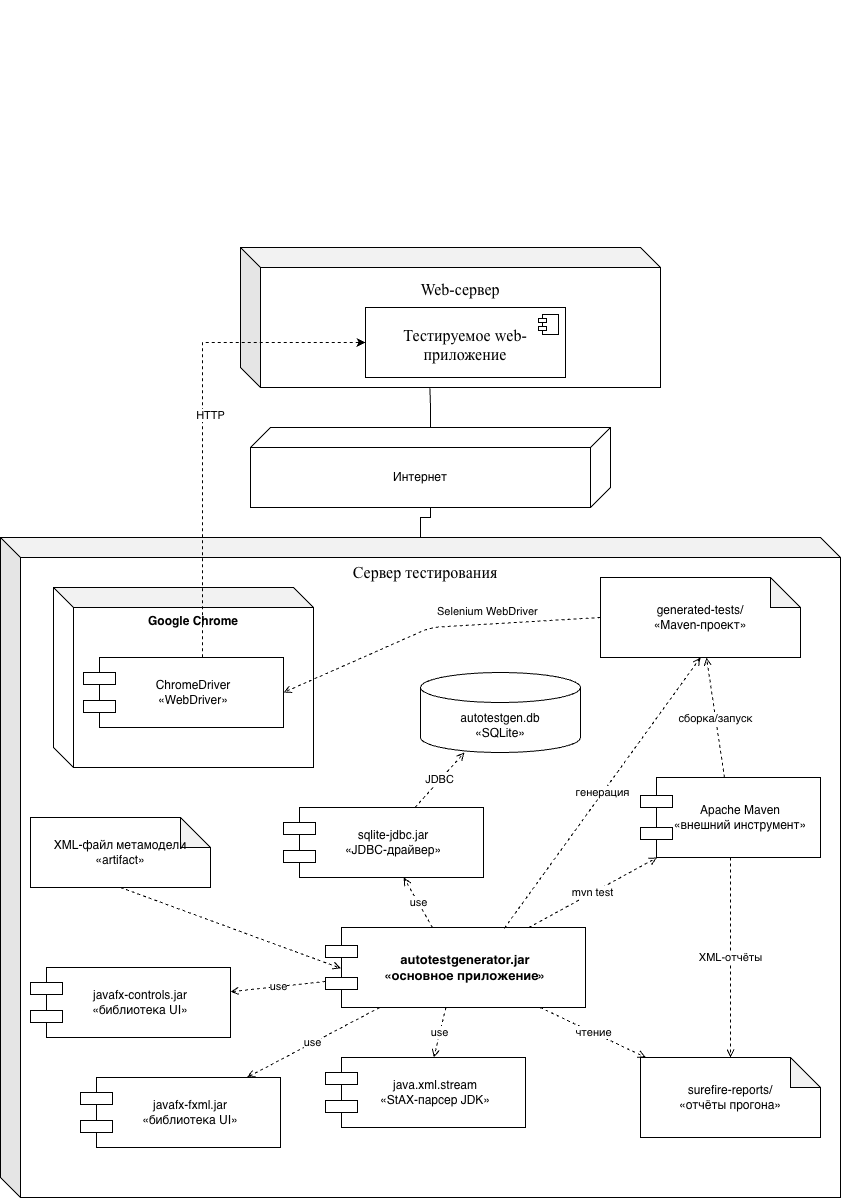 Web-сервер
Тестируемое web-
приложение
HTTP
Интернет
Сервер тестирования
Google Chrome
ChromeDriver
«WebDriver»
Selenium WebDriver
generated-tests/
«Maven-проект»
autotestgen.db
«SQLite»
сборка/запуск
JDBC
генерация
Apache Maven
«внешний инструмент»
sqlite-jdbc.jar
«JDBC-драйвер»
XML-файл метамодели
«artifact»
use
mvn test
autotestgenerator.jar
«основное приложение»
XML-отчёты
javafx-controls.jar
«библиотека UI»
use
use
use
чтение
java.xml.stream
«StAX-парсер JDK»
surefire-reports/
«отчёты прогона»
javafx-fxml.jar
«библиотека UI»